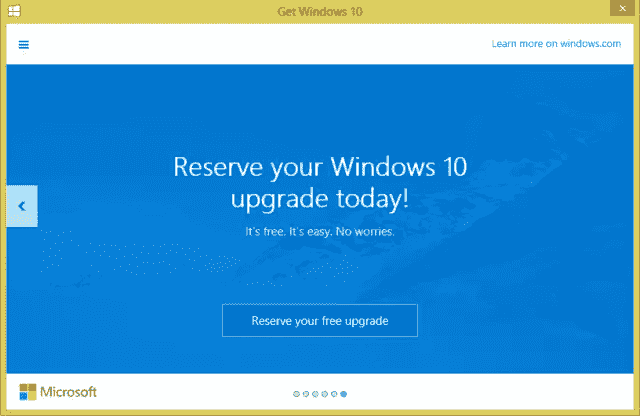 Get Windows 10
Learn more on windows.com
Reserve your Windows 10
upgrade today!
It's free. It's easy. No worries.
Reserve your free upgrade
Microsoft